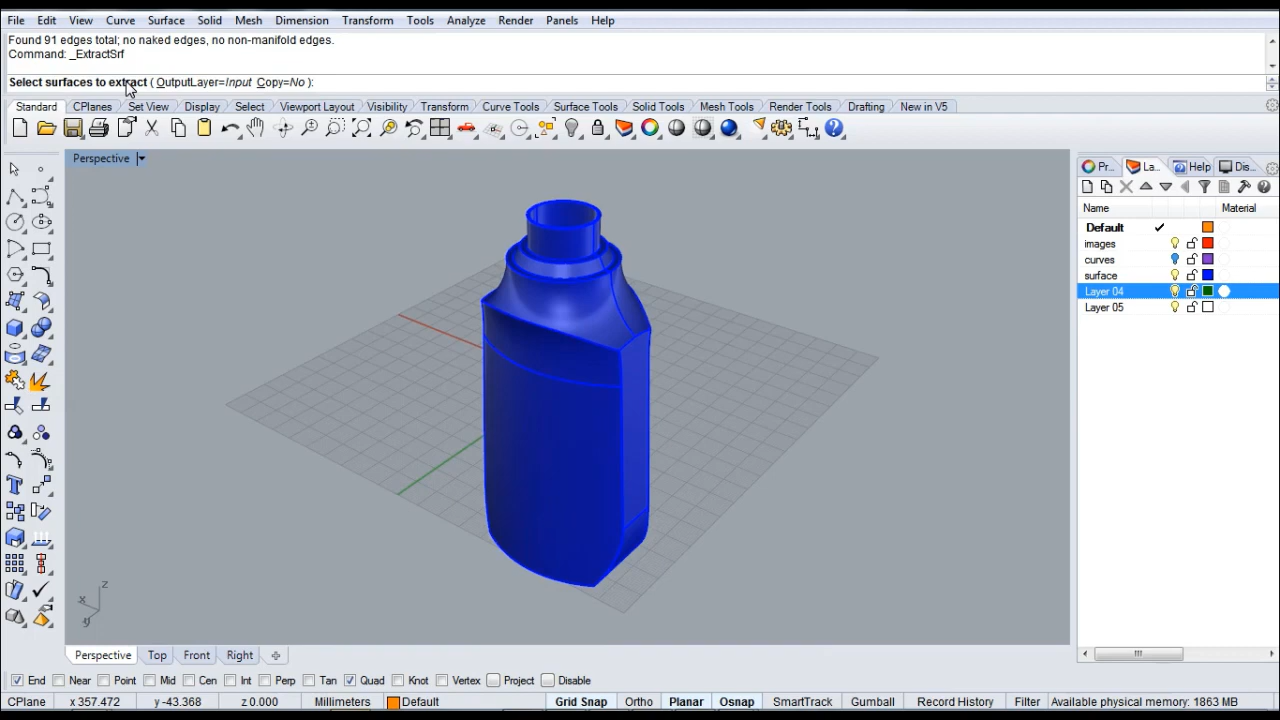 File Edit View Curve Surface Solid Mesh Dimension Transform Tools Analyze Render Panels Help
Found 91 edges total; no naked edges, no non-manifold edges.
Command: _ExtractSrf
Select surfaces to extract ( OutputLayer=Input Copy=No ):
Standard CPlanes Set View Display Select Viewport Layout Visibility Transform Curve Tools Surface Tools Solid Tools Mesh Tools Render Tools Drafting New in V5
Perspective
Pr... La... Help Dis...
Name Material
Default
images
curves
surface
Layer 04
Layer 05
z
x
y
Perspective Top Front Right
End Near Point Mid Cen Int Perp Tan Quad Knot Vertex Project Disable
CPlane x 357.472 y -43.368 z 0.000 Millimeters Default Grid Snap Ortho Planar Osnap SmartTrack Gumball Record History Filter Available physical memory: 1863 MB